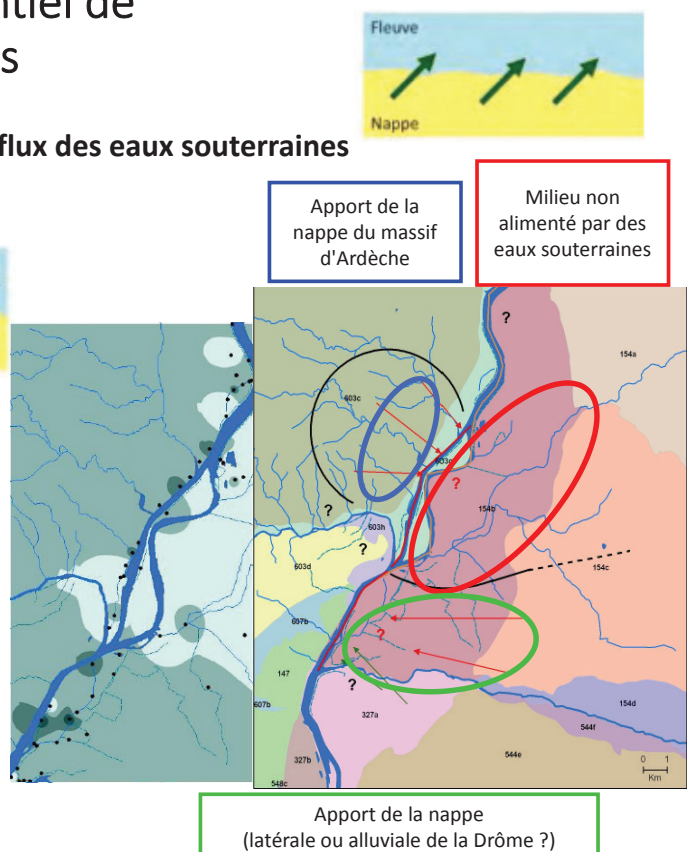 ntiel de
s
Fleuve
Nappe
flux des eaux souterraines
Apport de la
nappe du massif
d'Ardèche
Milieu non
alimenté par des
eaux souterraines
?
154a
603c
?
154b
?
603h
?
603d
154c
607b
?
147
607b
?
327a
154d
544f
544e
327b
548c
0 1
Km
Apport de la nappe
(latérale ou alluviale de la Drôme ?)